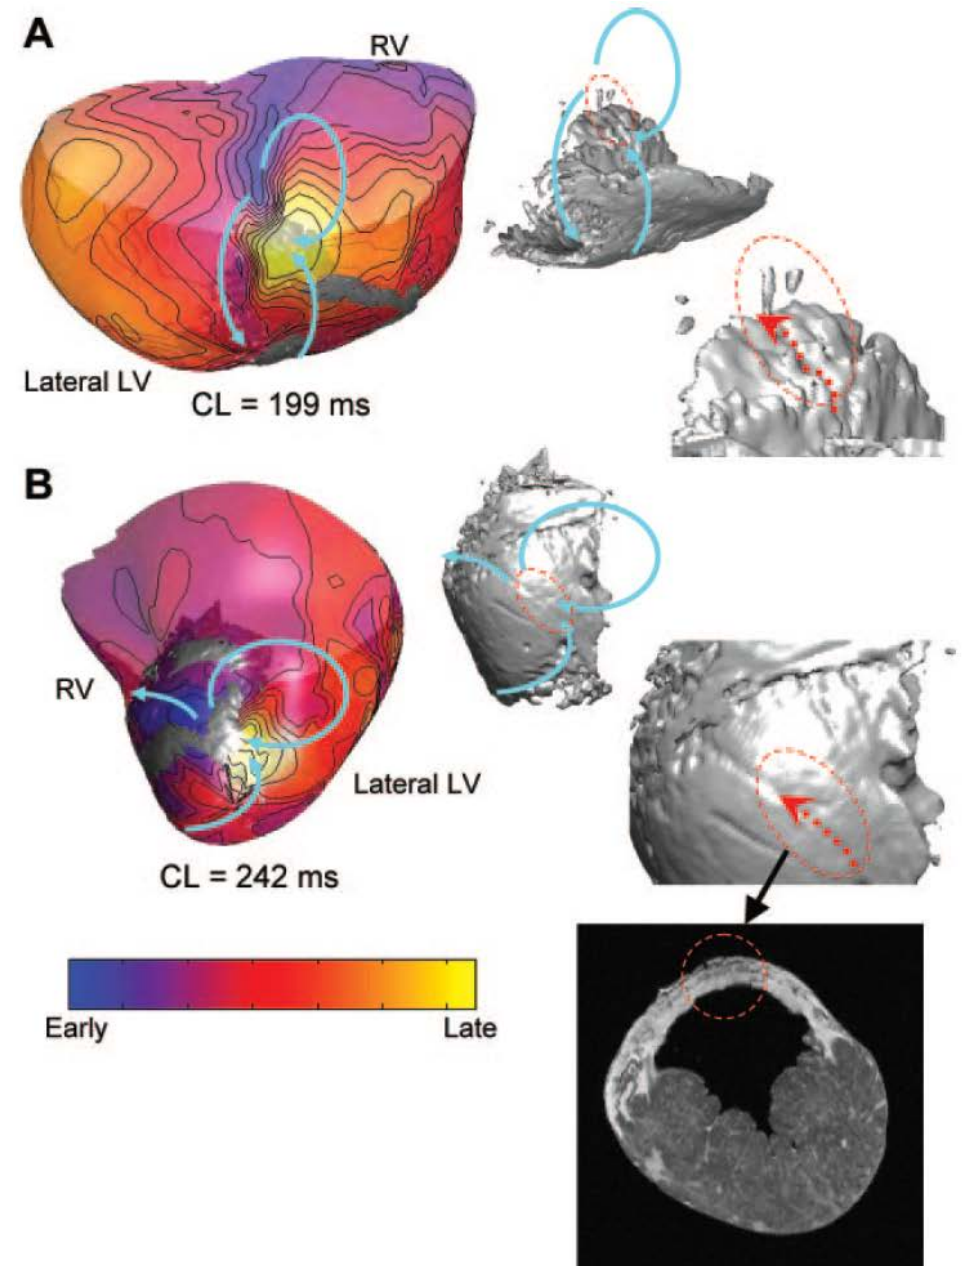 A
RV
Lateral LV
CL = 199 ms
B
RV
Lateral LV
CL = 242 ms
Early
Late